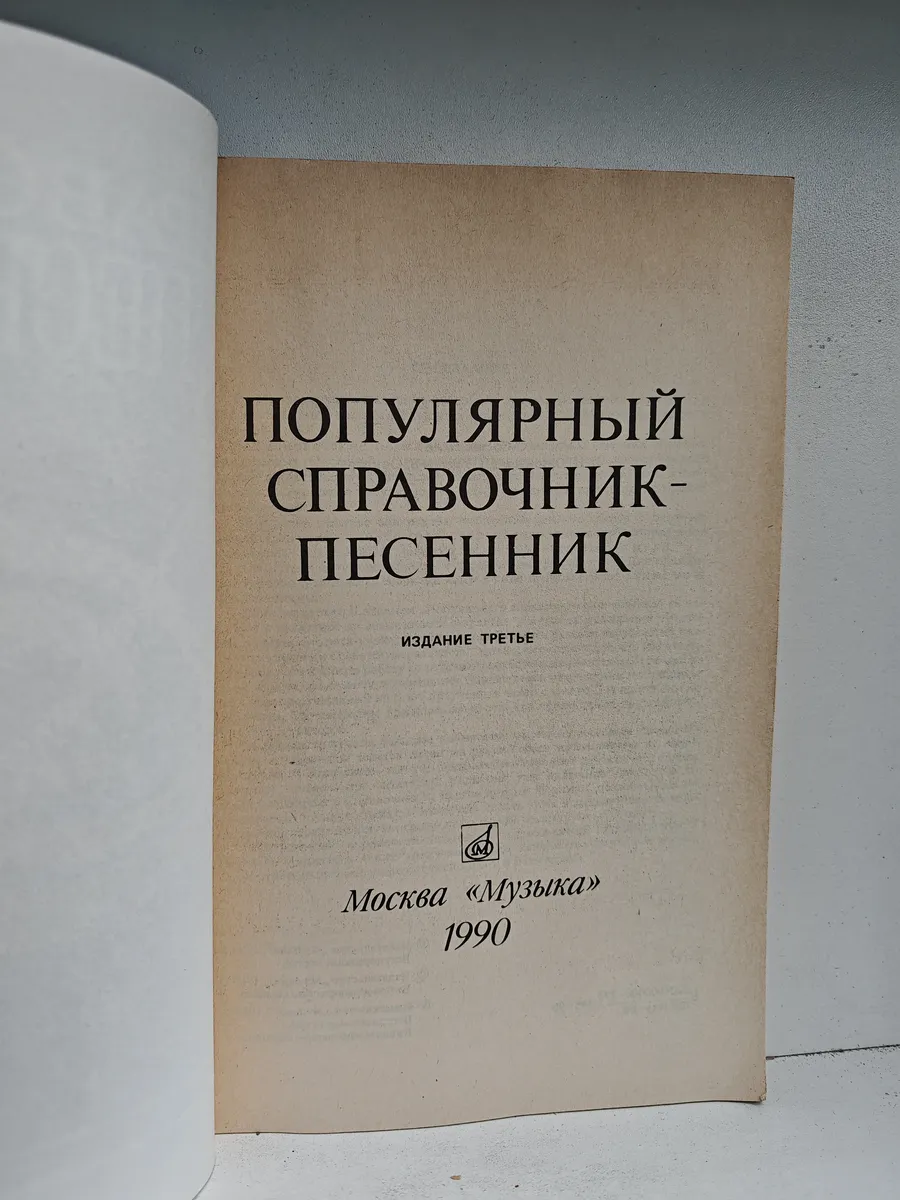 ПОПУЛЯРНЫЙ
СПРАВОЧНИК-
ПЕСЕННИК
ИЗДАНИЕ ТРЕТЬЕ
Москва «Музыка»
1990